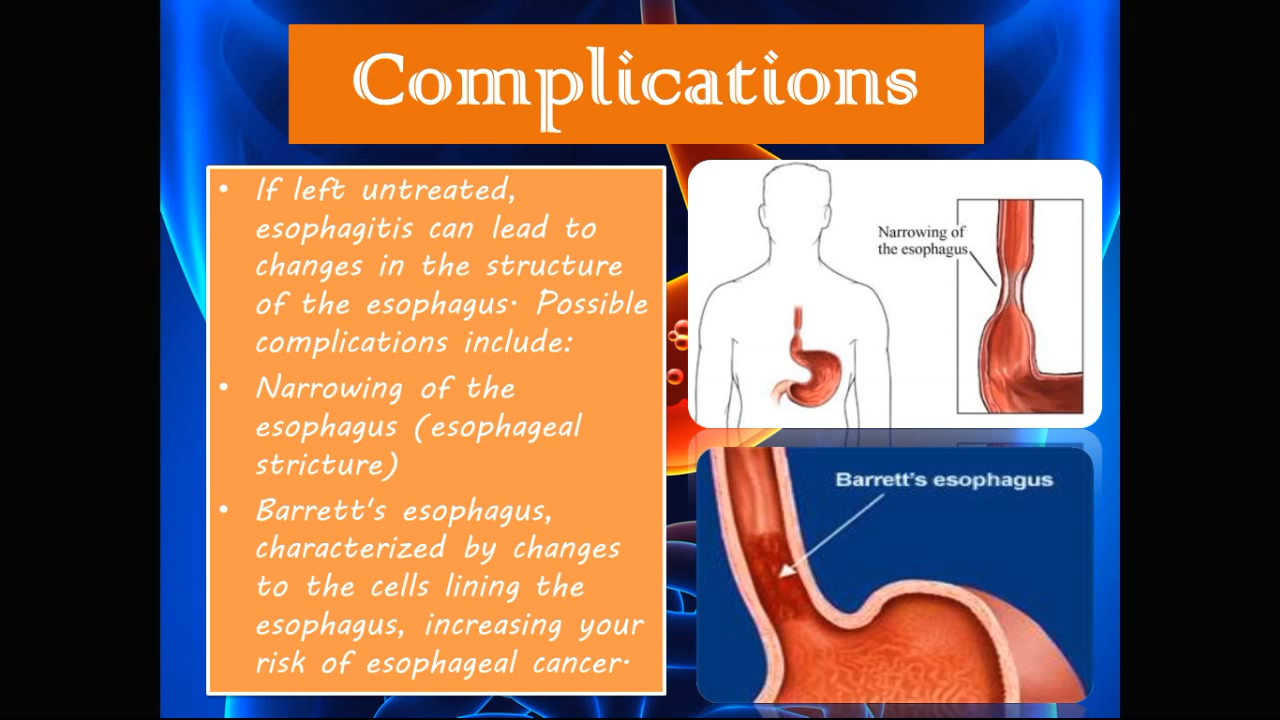 Complications
• If left untreated,
esophagitis can lead to
changes in the structure
of the esophagus. Possible
complications include:
• Narrowing of the
esophagus (esophageal
stricture)
• Barrett's esophagus,
characterized by changes
to the cells lining the
esophagus, increasing your
risk of esophageal cancer.
Narrowing of
the esophagus
Barrett's esophagus